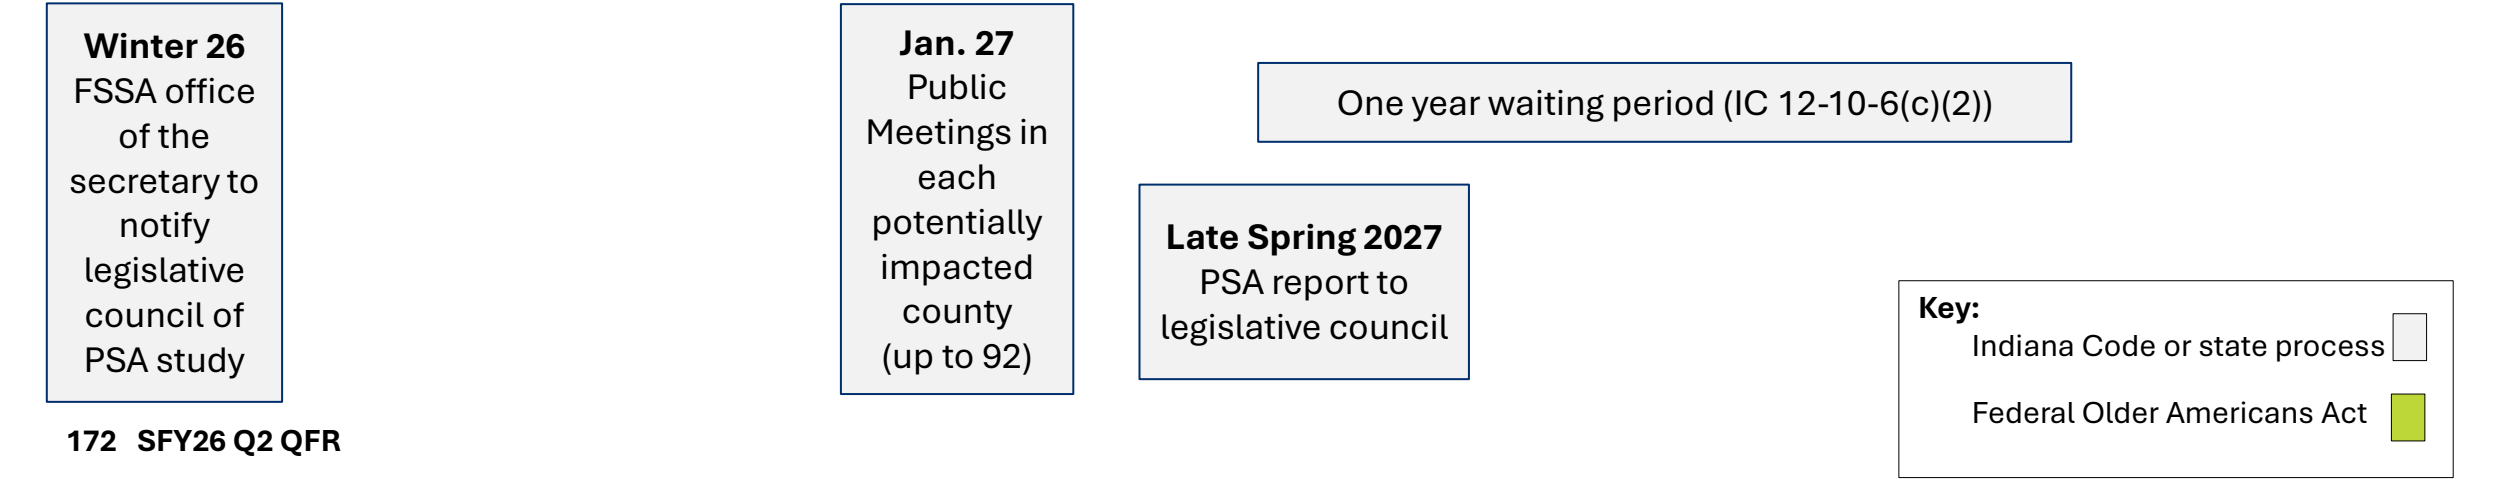 Winter 26
FSSA office
of the
secretary to
notify
legislative
council of
PSA study
Jan. 27
Public
Meetings in
each
potentially
impacted
county
(up to 92)
One year waiting period (IC 12-10-6(c)(2))
Late Spring 2027
PSA report to
legislative council
Key:
Indiana Code or state process
Federal Older Americans Act
172 SFY26 Q2 QFR